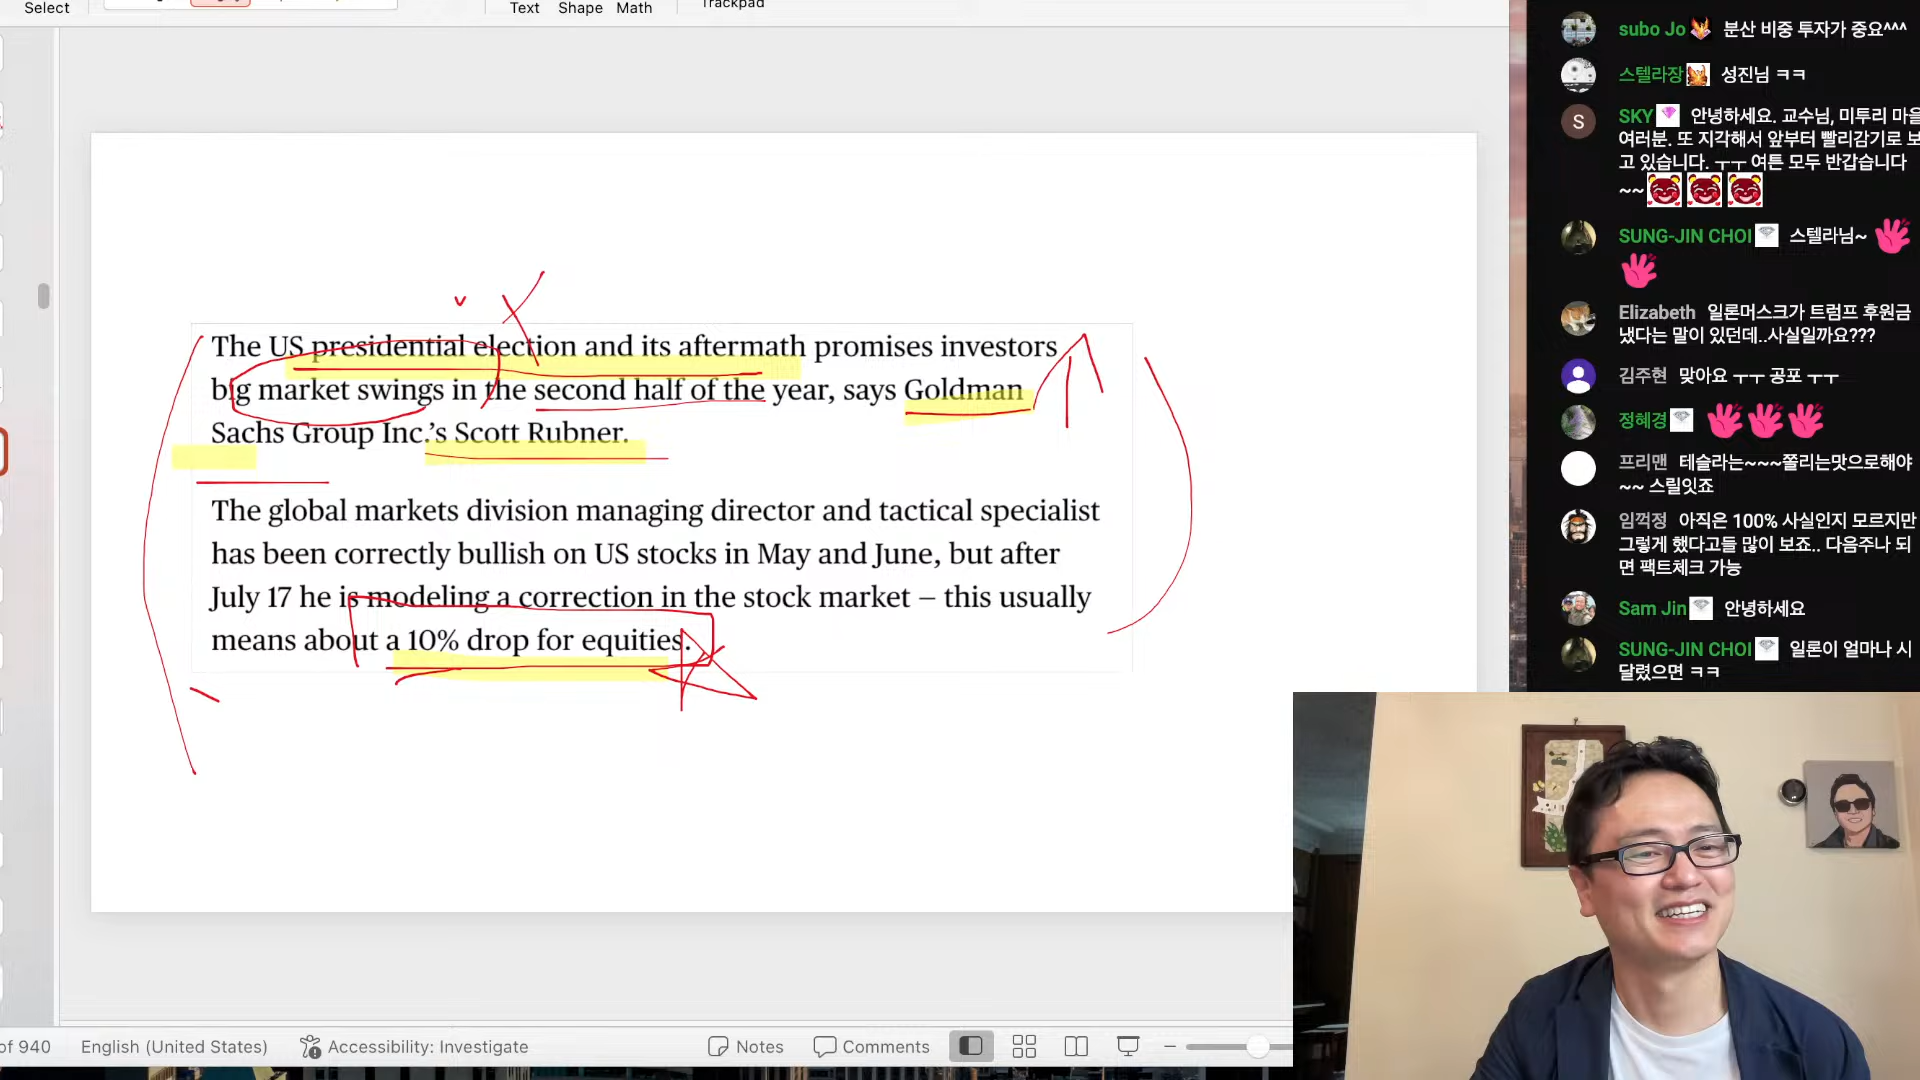 Select
Text Shape Math
Trackpad
The US presidential election and its aftermath promises investors
big market swings in the second half of the year, says Goldman
Sachs Group Inc.’s Scott Rubner.
The global markets division managing director and tactical specialist
has been correctly bullish on US stocks in May and June, but after
July 17 he is modeling a correction in the stock market – this usually
means about a 10% drop for equities.
of 940 English (United States) Accessibility: Investigate Notes Comments
subo Jo 분산 비중 투자가 중요^^^
스텔라장 성진님 ㅋㅋ
SKY 안녕하세요. 교수님, 미투리 마을
여러분. 또 지각해서 앞부터 빨리감기로 보
고 있습니다. ㅜㅜ 여튼 모두 반갑습니다
~~
SUNG-JIN CHOI 스텔라님~
Elizabeth 일론머스크가 트럼프 후원금
냈다는 말이 있던데..사실일까요???
김주현 맞아요 ㅜㅜ 공포 ㅜㅜ
정혜경
프리맨 테슬라는~~~쫄리는맛으로해야
~~ 스릴잇죠
임꺽정 아직은 100% 사실인지 모르지만
그렇게 했다고들 많이 보죠.. 다음주나 되
면 팩트체크 가능
Sam Jin 안녕하세요
SUNG-JIN CHOI 일론이 얼마나 시
달렸으면 ㅋㅋ